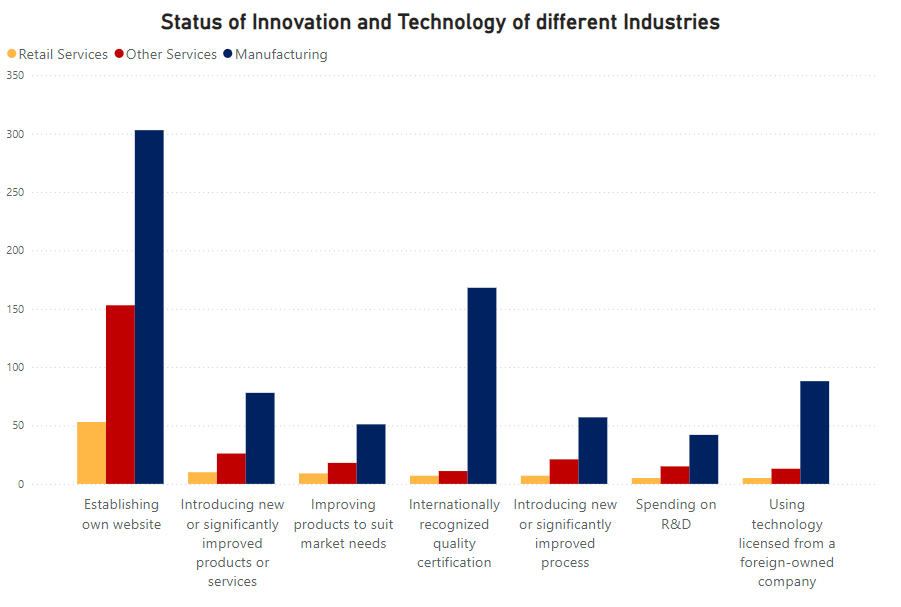 Status of Innovation and Technology of different Industries
Retail Services Other Services Manufacturing
350
300
250
200
150
100
50
0
Establishing
own website
Introducing new
or significantly
improved
products or
services
Improving
products to suit
market needs
Internationally
recognized
quality
certification
Introducing new
or significantly
improved
process
Spending on
R&D
Using
technology
licensed from a
foreign-owned
company